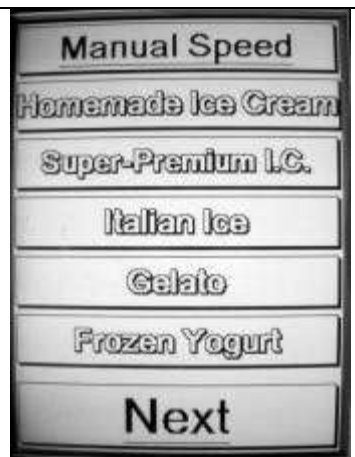 Manual Speed
Homemade Ice Cream
Super-Premium I.C.
Italian Ice
Gelato
Frozen Yogurt
Next